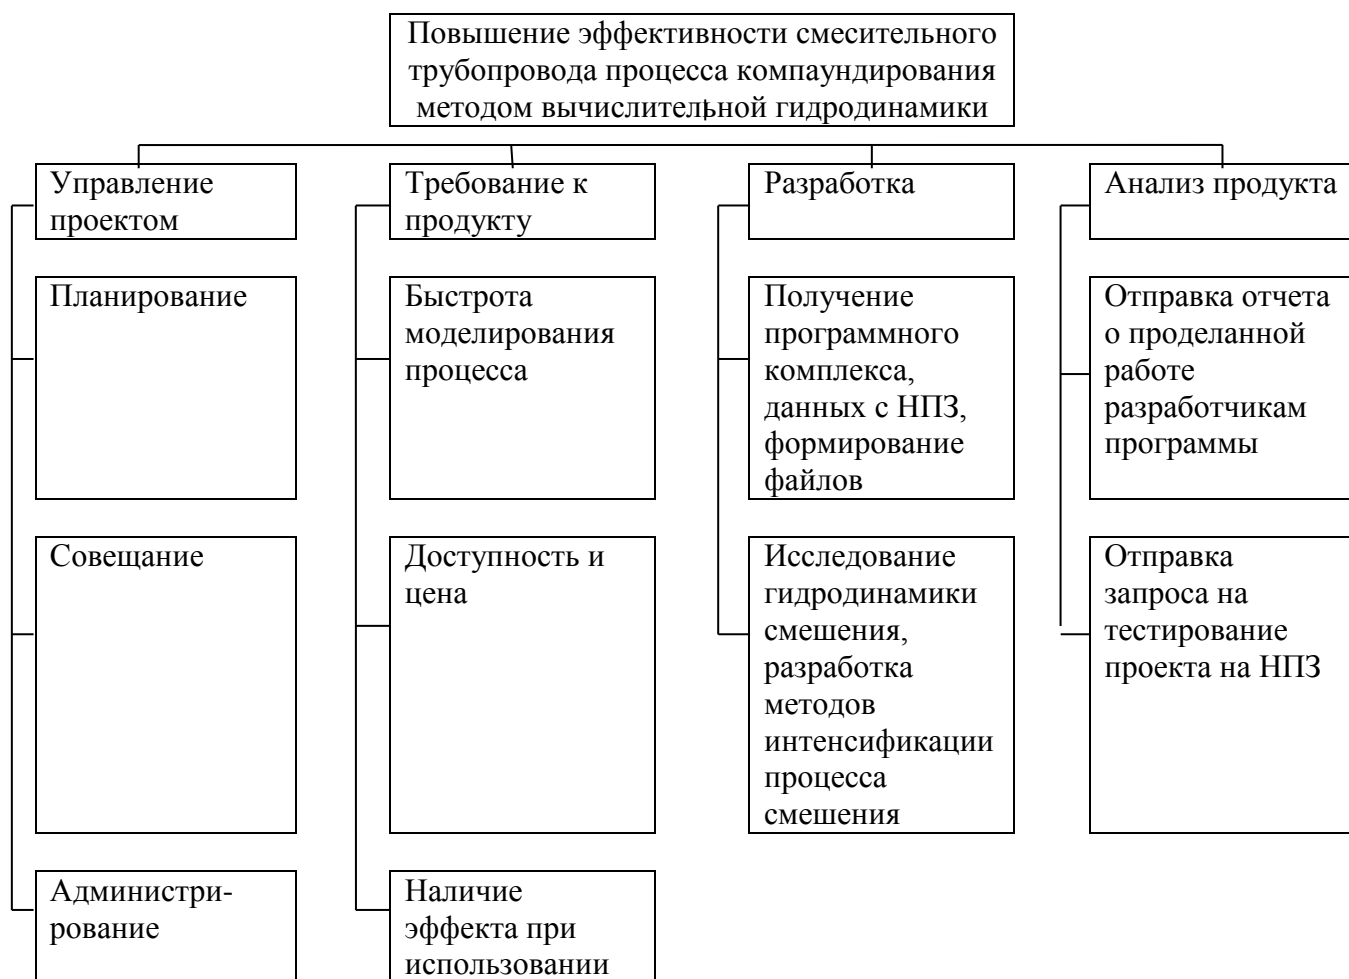 Повышение эффективности смесительного
трубопровода процесса компаундирования
методом вычислительной гидродинамики
Управление
проектом
Требование к
продукту
Разработка
Анализ продукта
Планирование
Быстрота
моделирования
процесса
Получение
программного
комплекса,
данных с НПЗ,
формирование
файлов
Отправка отчета
о проделанной
работе
разработчикам
программы
Совещание
Доступность и
цена
Исследование
гидродинамики
смешения,
разработка
методов
интенсификации
процесса
смешения
Отправка
запроса на
тестирование
проекта на НПЗ
Администри-
рование
Наличие
эффекта при
использовании